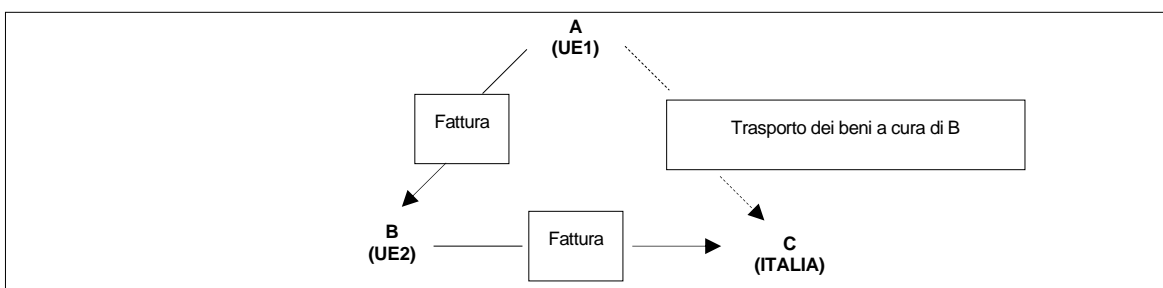 A
(UE1)
Fattura
Trasporto dei beni a cura di B
B
(UE2)
Fattura
C
(ITALIA)